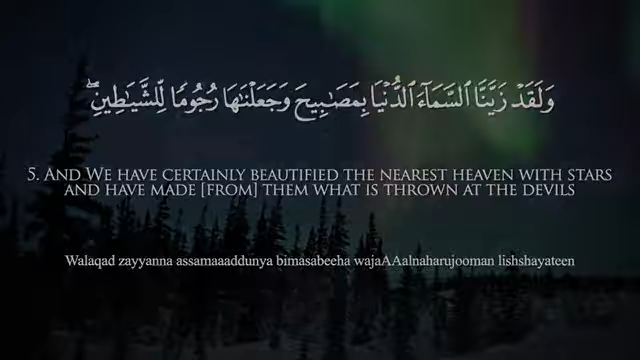 وَلَقَدْ زَيَّنَّا ٱلسَّمَآءَ ٱلدُّنْيَا بِمَصَٰبِيحَ وَجَعَلْنَٰهَا رُجُومًا لِّلشَّيَٰطِينِ ۖ
5. AND WE HAVE CERTAINLY BEAUTIFIED THE NEAREST HEAVEN WITH STARS
AND HAVE MADE [FROM] THEM WHAT IS THROWN AT THE DEVILS
Walaqad zayyanna assamaaaddunya bimasabeeha wajaAAalnaharujooman lishshayateen